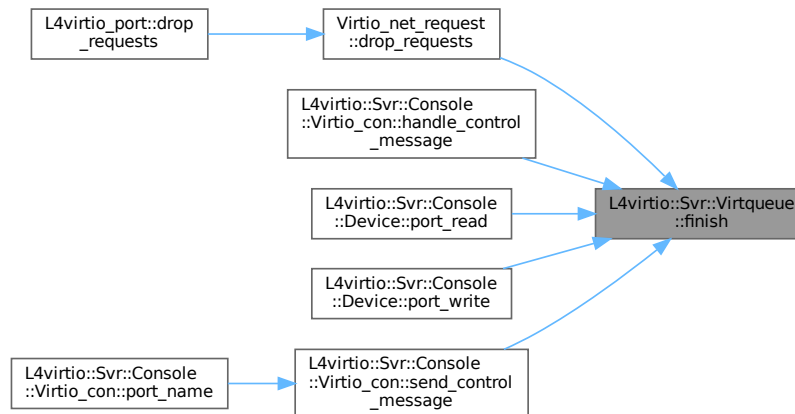 L4virtio_port::drop
_requests
Virtio_net_request
::drop_requests
L4virtio::Svr::Console
::Virtio_con::handle_control
_message
L4virtio::Svr::Console
::Device::port_read
L4virtio::Svr::Virtqueue
::finish
L4virtio::Svr::Console
::Device::port_write
L4virtio::Svr::Console
::Virtio_con::port_name
L4virtio::Svr::Console
::Virtio_con::send_control
_message